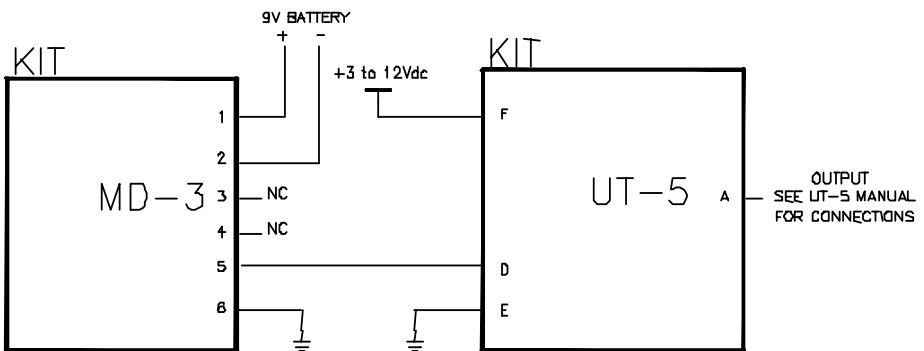 9V BATTERY
+ -
KIT
1
2
MD-3
3 NC
4 NC
5
6
+3 to 12Vdc
KIT
F
UT-5
A
D
E
OUTPUT
SEE UT-5 MANUAL
FOR CONNECTIONS